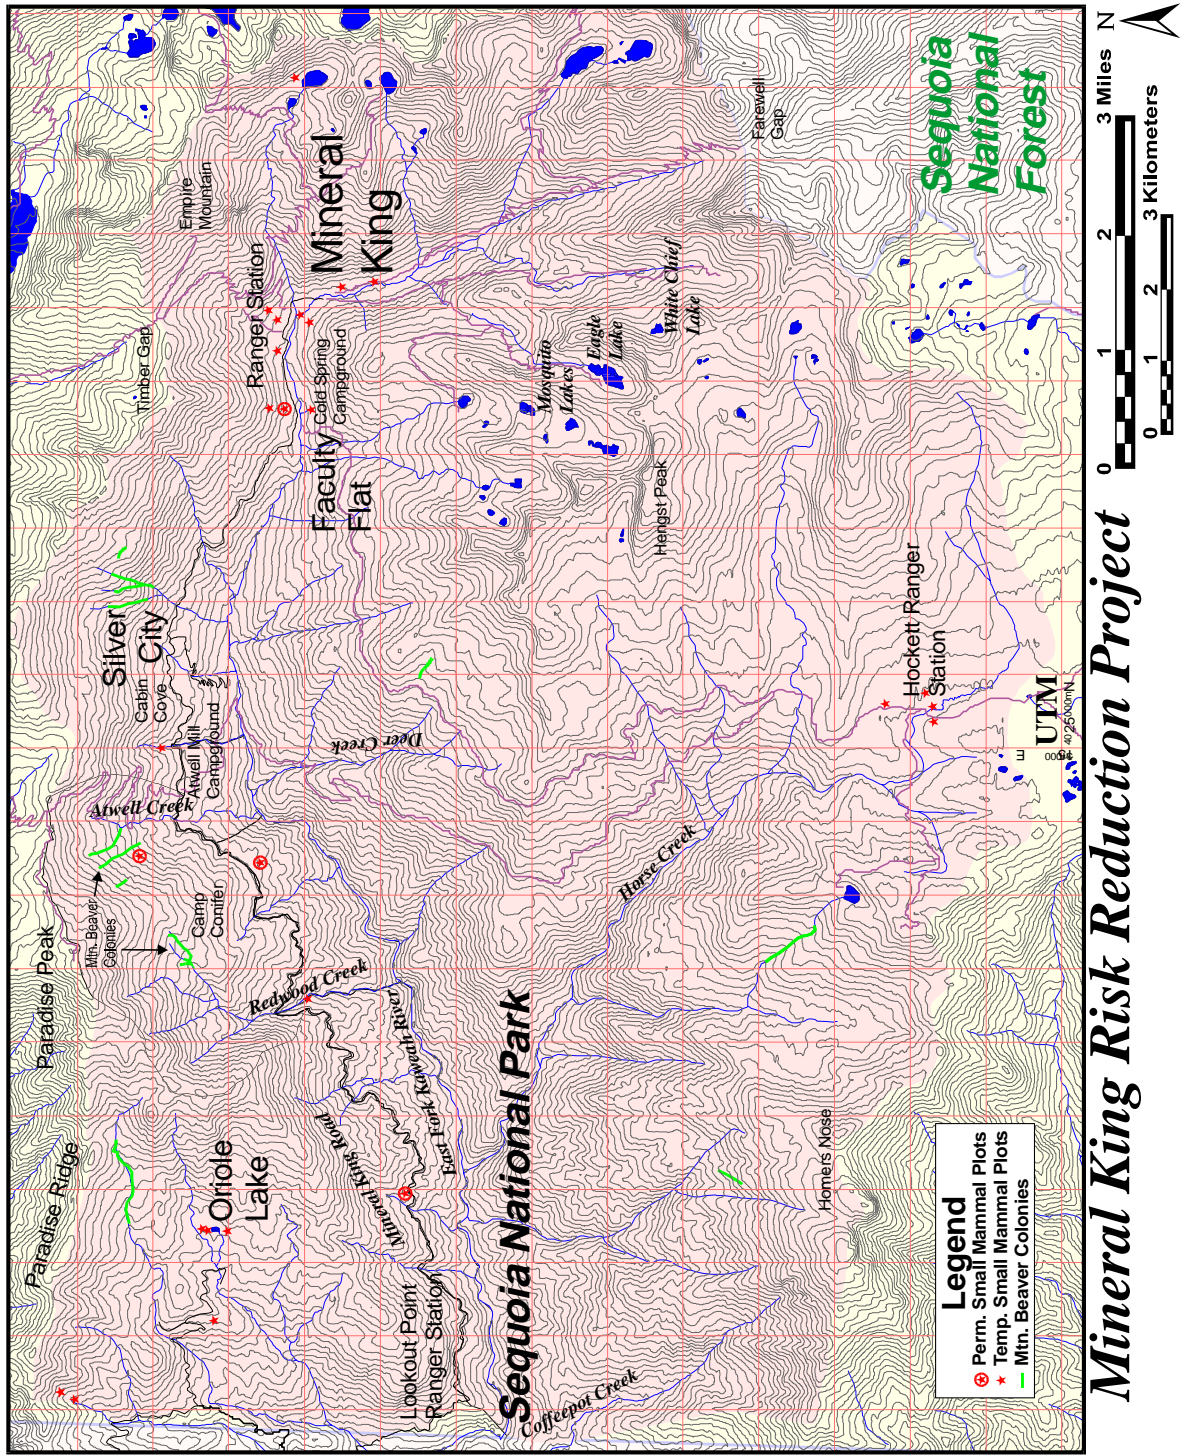 Paradise Ridge
Paradise Peak
Mtn. Beaver
Colonies
Atwell Creek
Silver
City
Cabin
Cove
Atwell Mill
Campground
Camp
Conifer
Timber Gap
Empire
Mountain
Ranger Station
Mineral
King
Cold Spring
Campground
Faculty
Flat
Oriole
Lake
Redwood Creek
Deer Creek
Mineral King Road
East Fork Kaweah River
Lookout Point
Ranger Station
Sequoia National Park
Coffeepot Creek
Horse Creek
Mosquito
Lakes
Eagle
Lake
White Chief
Lake
Hengst Peak
Farewell
Gap
Homers Nose
Hockett Ranger
Station
Sequoia
National
Forest
UTM
4025000mN
E
Legend
Perm. Small Mammal Plots
Temp. Small Mammal Plots
Mtn. Beaver Colonies
Mineral King Risk Reduction Project
0 1 2 3 Miles
0 1 2 3 Kilometers
N